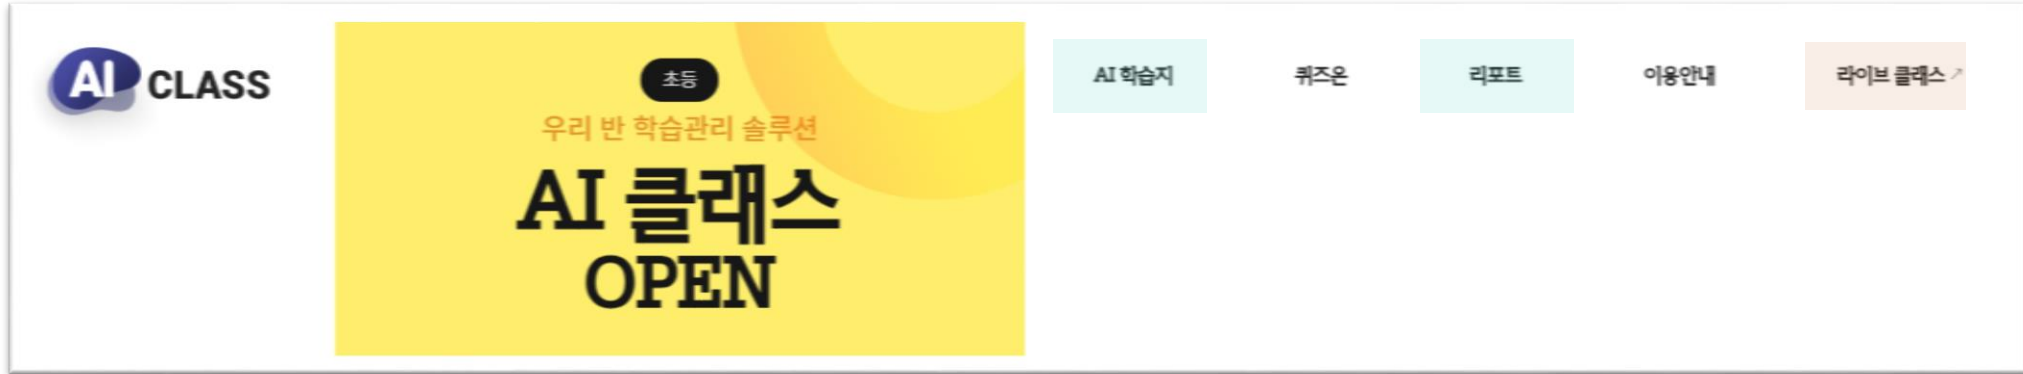 AI CLASS
초등
우리 반 학습관리 솔루션
AI 클래스
OPEN
AI 학습지
퀴즈온
리포트
이용안내
라이브 클래스 ↗